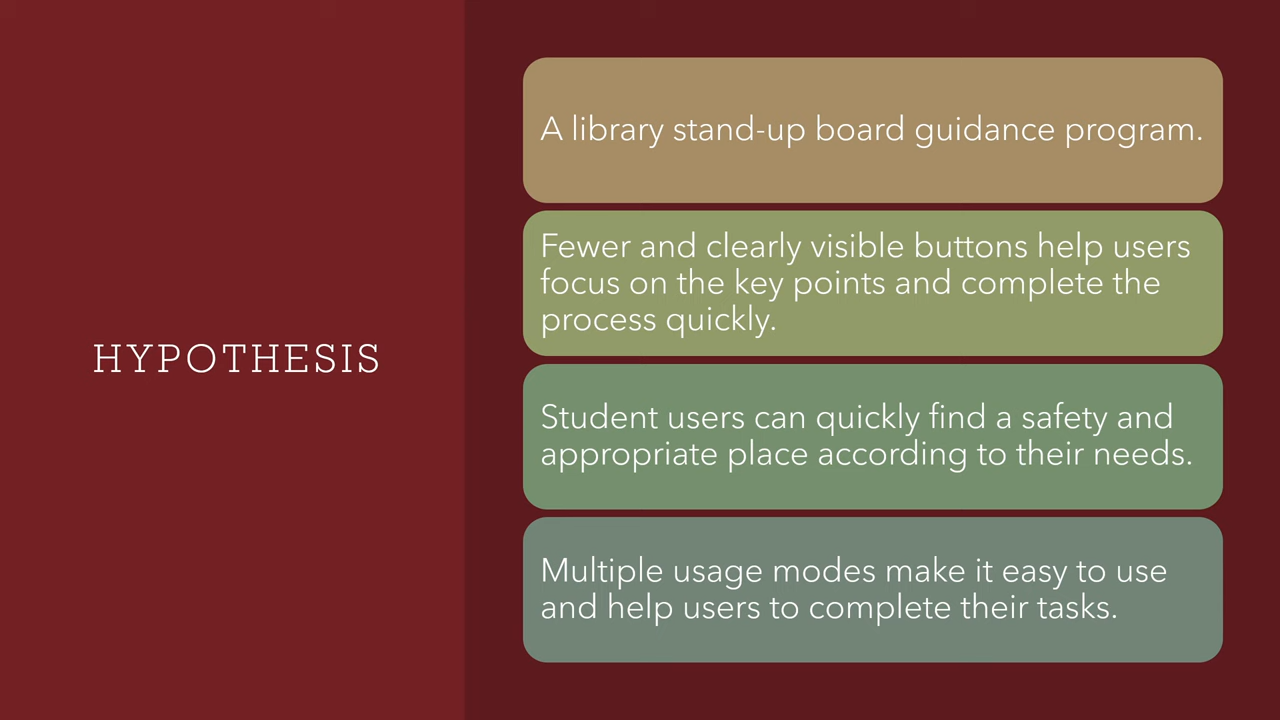 HYPOTHESIS
A library stand-up board guidance program.
Fewer and clearly visible buttons help users
focus on the key points and complete the
process quickly.
Student users can quickly find a safety and
appropriate place according to their needs.
Multiple usage modes make it easy to use
and help users to complete their tasks.